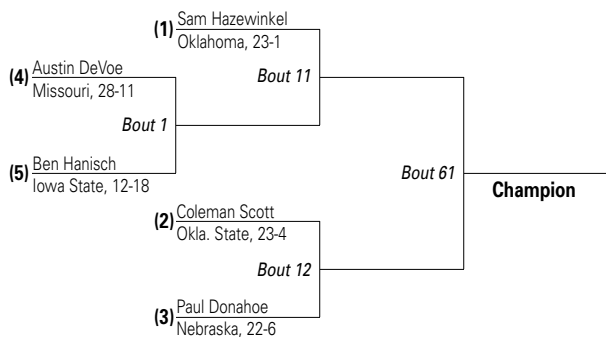 (1) Sam Hazewinkel
Oklahoma, 23-1
(4) Austin DeVoe
Missouri, 28-11
Bout 11
Bout 1
(5) Ben Hanisch
Iowa State, 12-18
Bout 61
Champion
(2) Coleman Scott
Okla. State, 23-4
Bout 12
(3) Paul Donahoe
Nebraska, 22-6